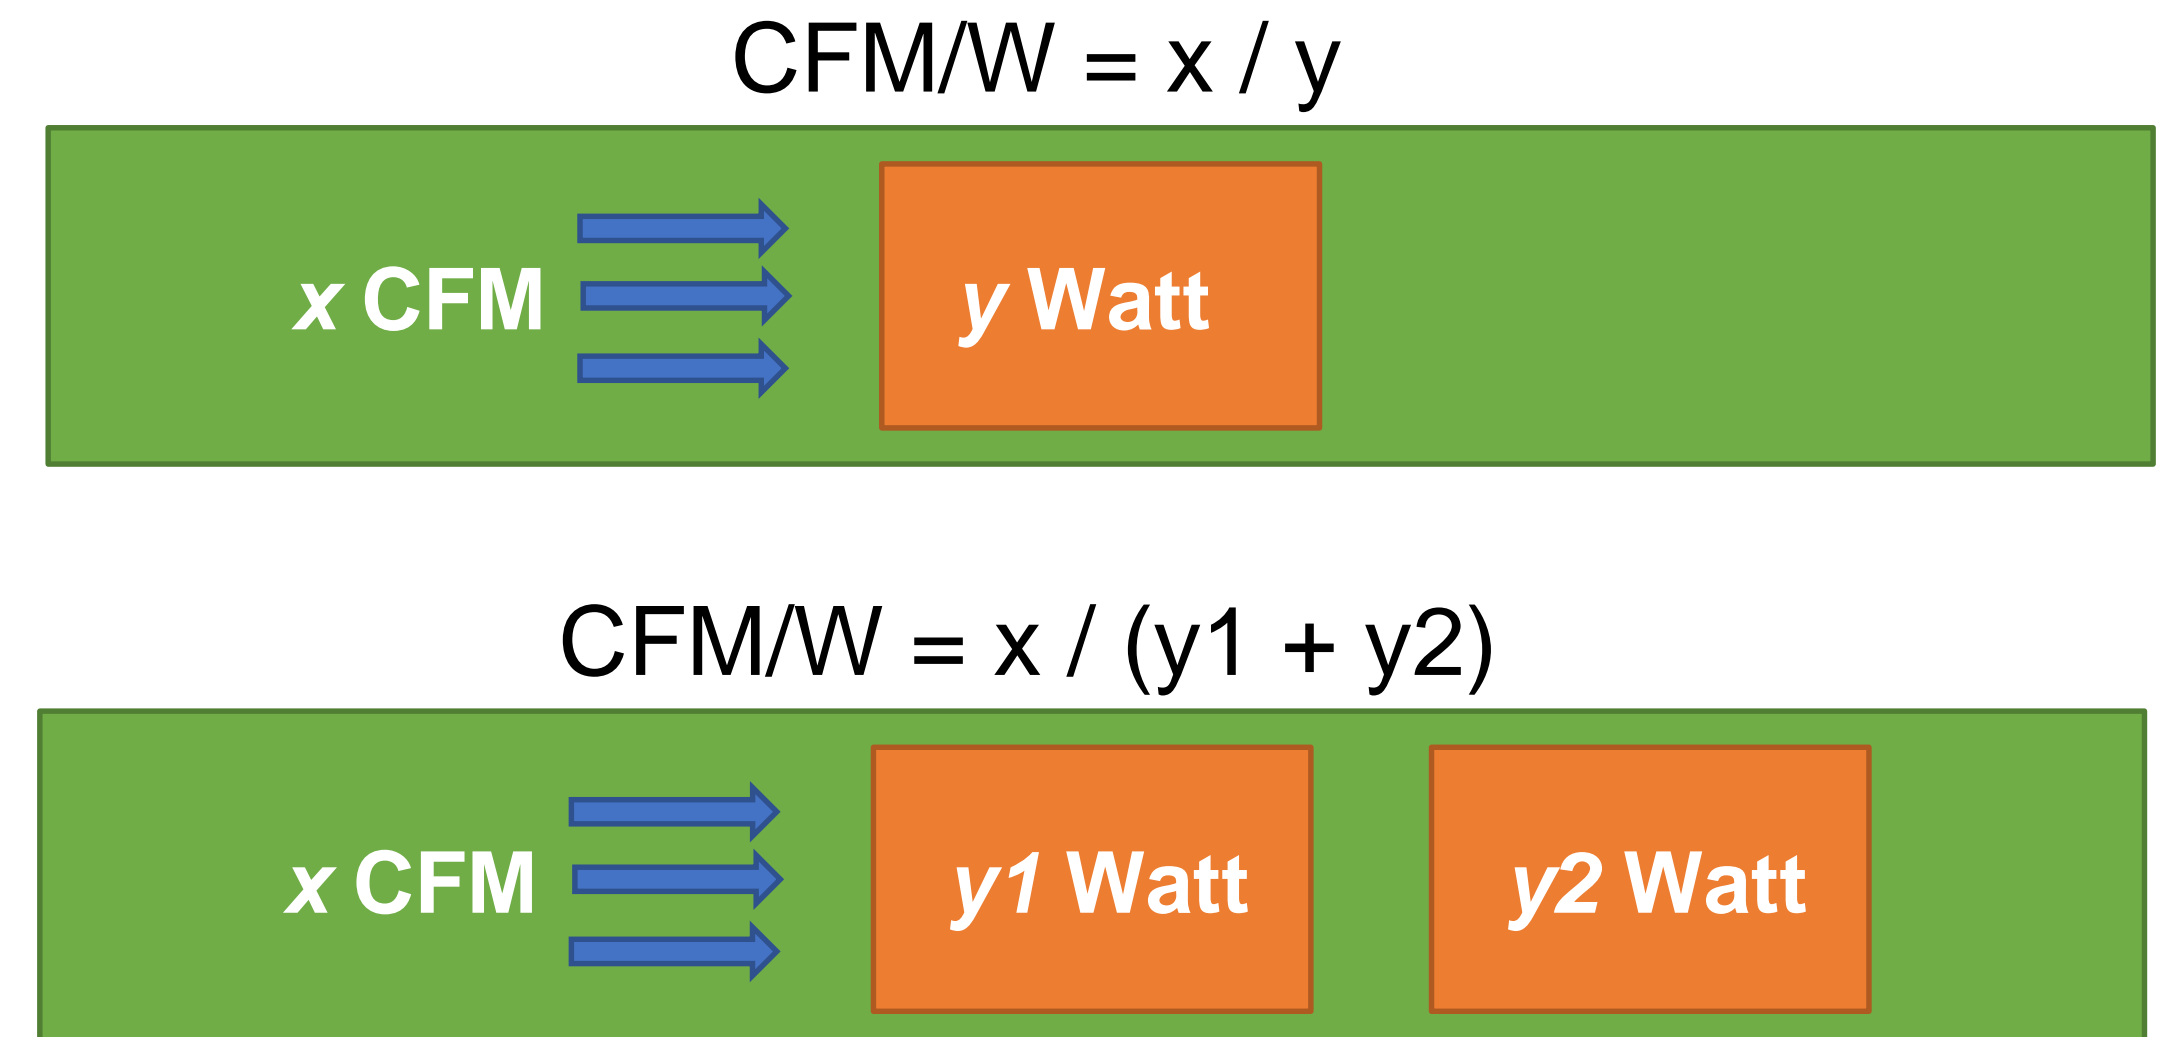 CFM/W = x / y
x CFM
y Watt
CFM/W = x / (y1 + y2)
x CFM
y1 Watt
y2 Watt